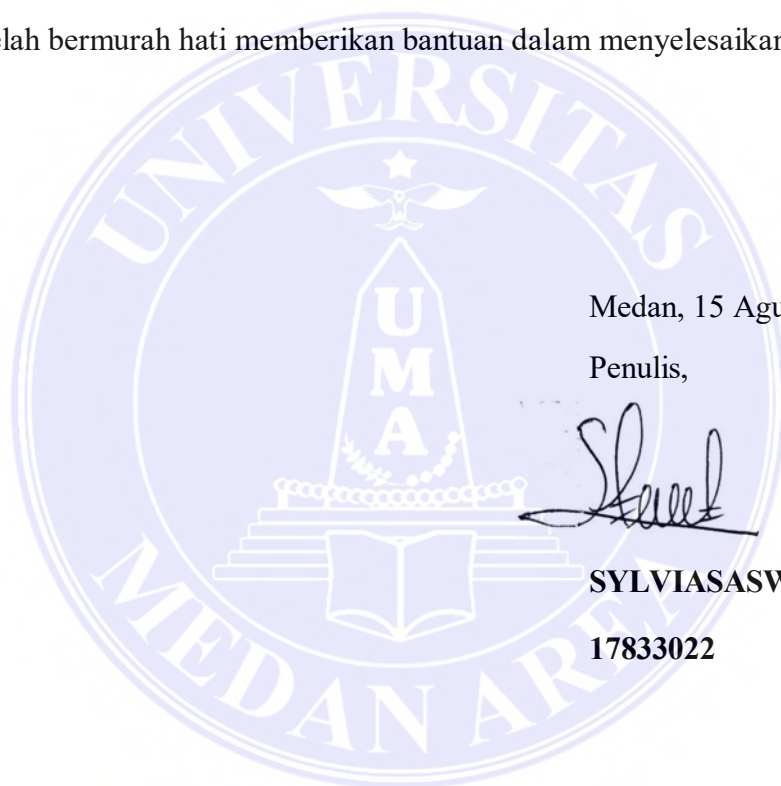 elah bermurah hati memberikan bantuan dalam menyelesaikan
UNIVERSITAS
UMA
Medan, 15 Agu
Penulis,
SYLVIASASW
17833022
MEDAN AREA